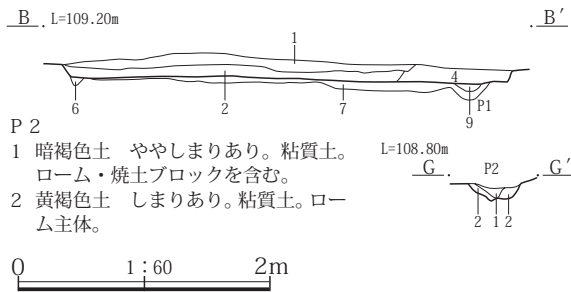 B . L=109.20m . B′
1
4
P1
6 2 7 9
P 2
1 暗褐色土　ややしまりあり。粘質土。
ローム・焼土ブロックを含む。
2 黄褐色土　しまりあり。粘質土。ロー
ム主体。
L=108.80m
G . P2 . G′
2 1 2
0 1：60 2m